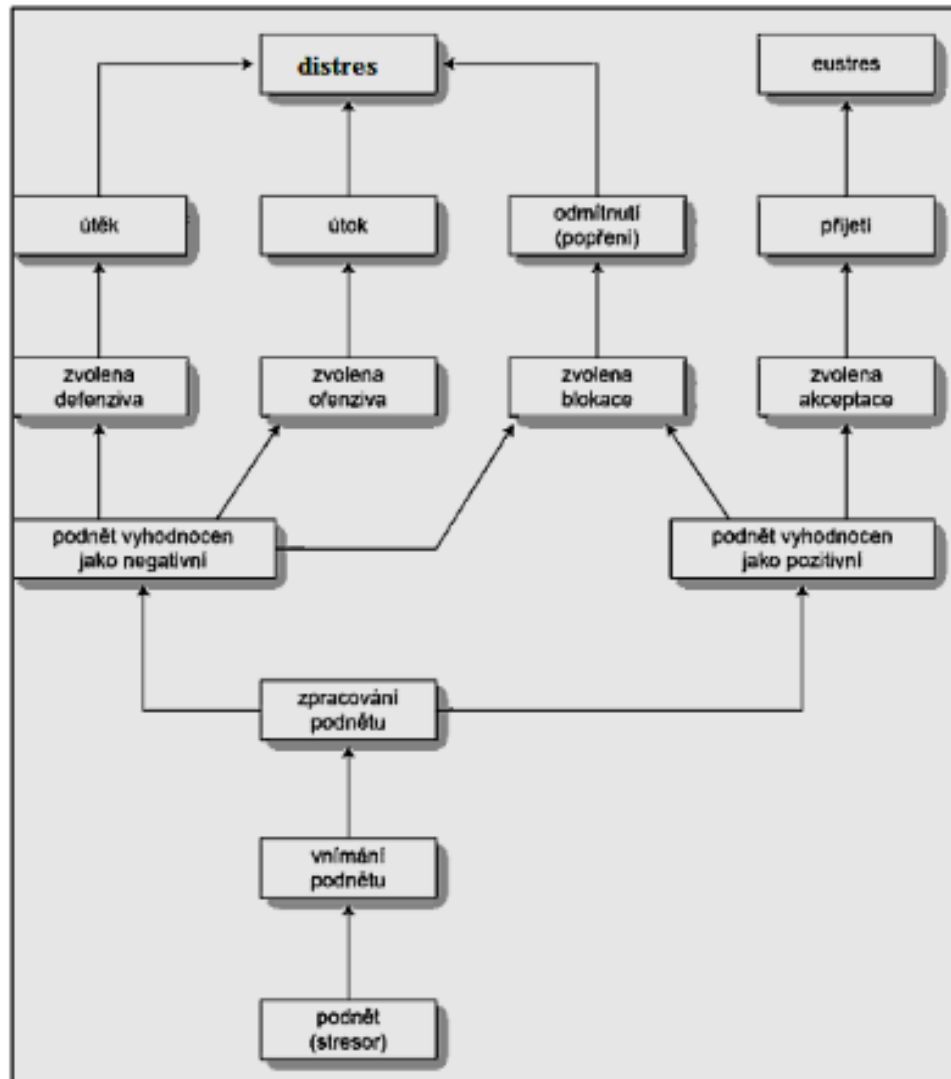 distres
eustres
útěk
útok
odmítnutí
(popření)
přijetí
zvolena
defenziva
zvolena
ofenziva
zvolena
blokace
zvolena
akceptace
podnět vyhodnocen
jako negativní
podnět vyhodnocen
jako pozitivní
zpracování
podnětu
vnímání
podnětu
podnět
(stresor)